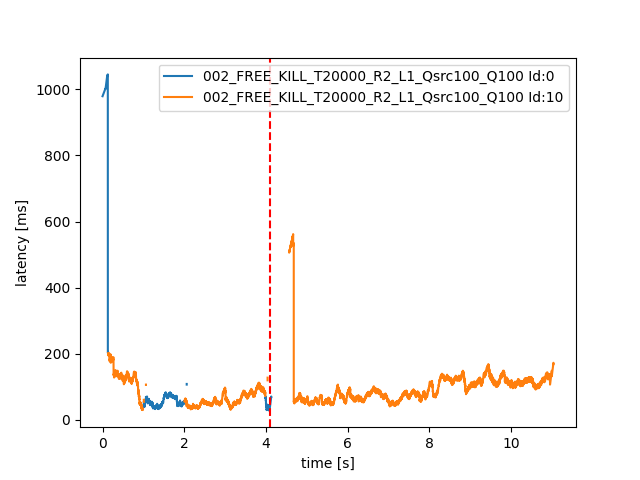 002_FREE_KILL_T20000_R2_L1_Qsrc100_Q100 Id:0
002_FREE_KILL_T20000_R2_L1_Qsrc100_Q100 Id:10
1000
800
600
400
200
0
latency [ms]
0 2 4 6 8 10
time [s]